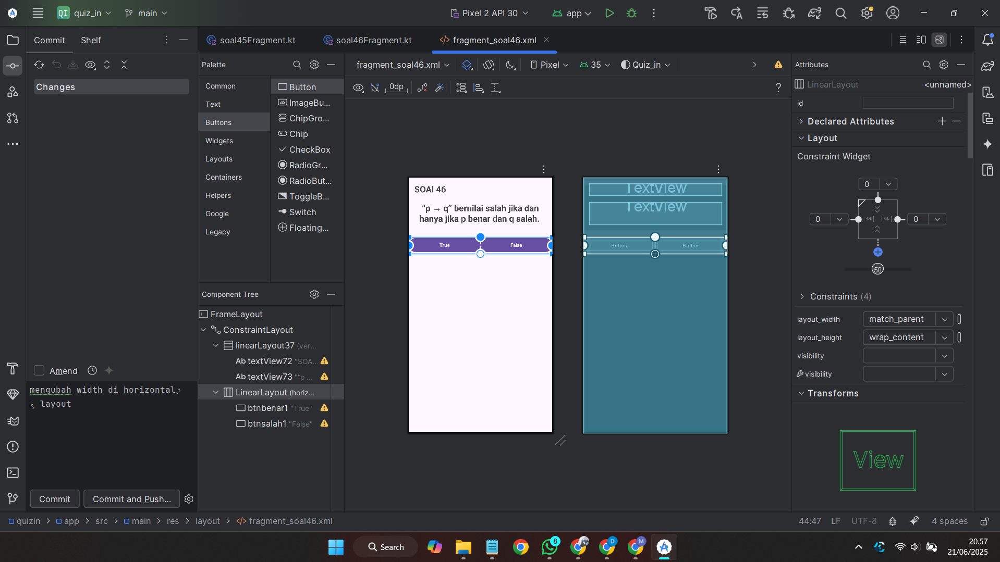 QI quiz_in main Pixel 2 API 30 app
Commit Shelf soal45Fragment.kt soal46Fragment.kt fragment_soal46.xml
Palette fragment_soal46.xml Pixel 35 Quiz_in Attributes
Changes
Common
Text
Buttons
Widgets
Layouts
Containers
Helpers
Google
Legacy
Button
ImageBu...
ChipGro...
Chip
CheckBox
RadioGr...
RadioBut...
ToggleB...
Switch
Floating...
0dp
?
SOAl 46
“p → q” bernilai salah jika dan
hanya jika p benar dan q salah.
True False
TextView
TextView
Button Button
LinearLayout <unnamed>
id
Declared Attributes
Layout
Constraint Widget
0
0 0
50
Constraints (4)
layout_width match_parent
layout_height wrap_content
visibility
visibility
Transforms
View
Component Tree
FrameLayout
ConstraintLayout
linearLayout37 (ver...
Ab textView72 "SOA...
Ab textView73 "“p ...
LinearLayout (horiz...
btnbenar1 "True"
btnsalah1 "False"
Amend
mengubah width di horizontal
layout
Commit Commit and Push...
quizin > app > src > main > res > layout > fragment_soal46.xml 44:47 LF UTF-8 4 spaces
Search 8 D M 20.57
21/06/2025